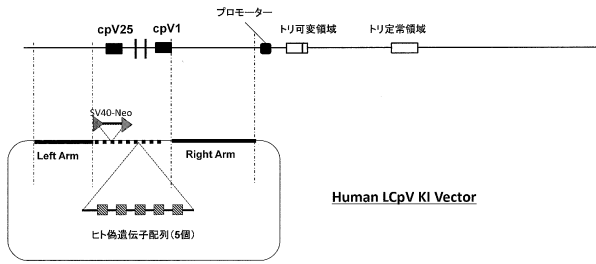 プロモーター
cpV25
cpV1
トリ可変領域
トリ定常領域
SV40-Neo
Left Arm
Right Arm
Human LCpV KI Vector
ヒト偽遺伝子配列(5個)